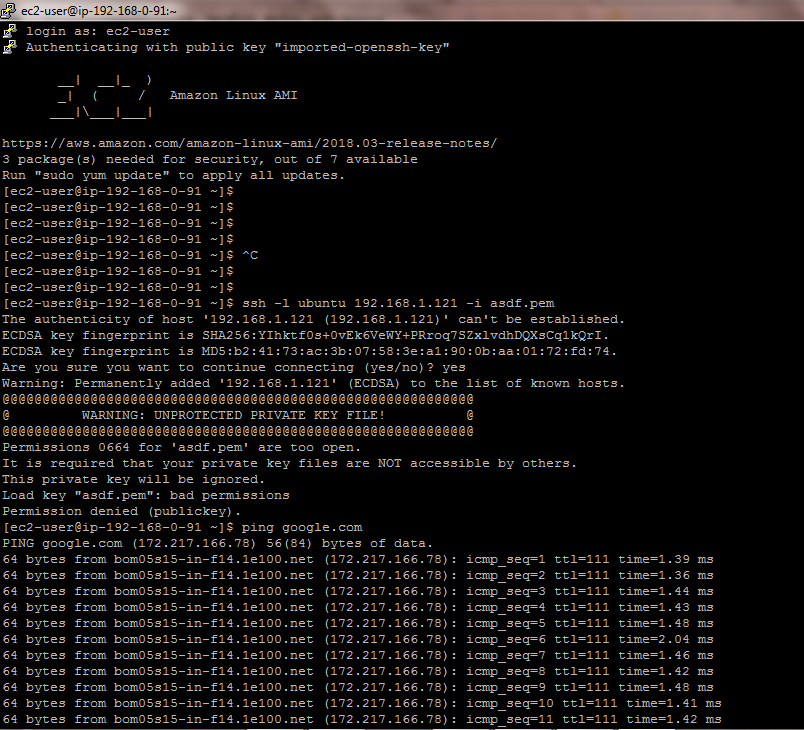 ec2-user@ip-192-168-0-91:~
login as: ec2-user
Authenticating with public key "imported-openssh-key"
__|  __|_  )
_|  (     /   Amazon Linux AMI
___|\___|___|
https://aws.amazon.com/amazon-linux-ami/2018.03-release-notes/
3 package(s) needed for security, out of 7 available
Run "sudo yum update" to apply all updates.
[ec2-user@ip-192-168-0-91 ~]$
[ec2-user@ip-192-168-0-91 ~]$
[ec2-user@ip-192-168-0-91 ~]$
[ec2-user@ip-192-168-0-91 ~]$
[ec2-user@ip-192-168-0-91 ~]$ ^C
[ec2-user@ip-192-168-0-91 ~]$
[ec2-user@ip-192-168-0-91 ~]$
[ec2-user@ip-192-168-0-91 ~]$ ssh -l ubuntu 192.168.1.121 -i asdf.pem
The authenticity of host '192.168.1.121 (192.168.1.121)' can't be established.
ECDSA key fingerprint is SHA256:YIhktf0s+0vEk6VeWY+PRroq7SZxlvdhDQXsCq1kQrI.
ECDSA key fingerprint is MD5:b2:41:73:ac:3b:07:58:3e:a1:90:0b:aa:01:72:fd:74.
Are you sure you want to continue connecting (yes/no)? yes
Warning: Permanently added '192.168.1.121' (ECDSA) to the list of known hosts.
@@@@@@@@@@@@@@@@@@@@@@@@@@@@@@@@@@@@@@@@@@@@@@@@@@@@@@@@@@@
@         WARNING: UNPROTECTED PRIVATE KEY FILE!          @
@@@@@@@@@@@@@@@@@@@@@@@@@@@@@@@@@@@@@@@@@@@@@@@@@@@@@@@@@@@
Permissions 0664 for 'asdf.pem' are too open.
It is required that your private key files are NOT accessible by others.
This private key will be ignored.
Load key "asdf.pem": bad permissions
Permission denied (publickey).
[ec2-user@ip-192-168-0-91 ~]$ ping google.com
PING google.com (172.217.166.78) 56(84) bytes of data.
64 bytes from bom05s15-in-f14.1e100.net (172.217.166.78): icmp_seq=1 ttl=111 time=1.39 ms
64 bytes from bom05s15-in-f14.1e100.net (172.217.166.78): icmp_seq=2 ttl=111 time=1.36 ms
64 bytes from bom05s15-in-f14.1e100.net (172.217.166.78): icmp_seq=3 ttl=111 time=1.44 ms
64 bytes from bom05s15-in-f14.1e100.net (172.217.166.78): icmp_seq=4 ttl=111 time=1.43 ms
64 bytes from bom05s15-in-f14.1e100.net (172.217.166.78): icmp_seq=5 ttl=111 time=1.48 ms
64 bytes from bom05s15-in-f14.1e100.net (172.217.166.78): icmp_seq=6 ttl=111 time=2.04 ms
64 bytes from bom05s15-in-f14.1e100.net (172.217.166.78): icmp_seq=7 ttl=111 time=1.46 ms
64 bytes from bom05s15-in-f14.1e100.net (172.217.166.78): icmp_seq=8 ttl=111 time=1.42 ms
64 bytes from bom05s15-in-f14.1e100.net (172.217.166.78): icmp_seq=9 ttl=111 time=1.48 ms
64 bytes from bom05s15-in-f14.1e100.net (172.217.166.78): icmp_seq=10 ttl=111 time=1.41 ms
64 bytes from bom05s15-in-f14.1e100.net (172.217.166.78): icmp_seq=11 ttl=111 time=1.42 ms